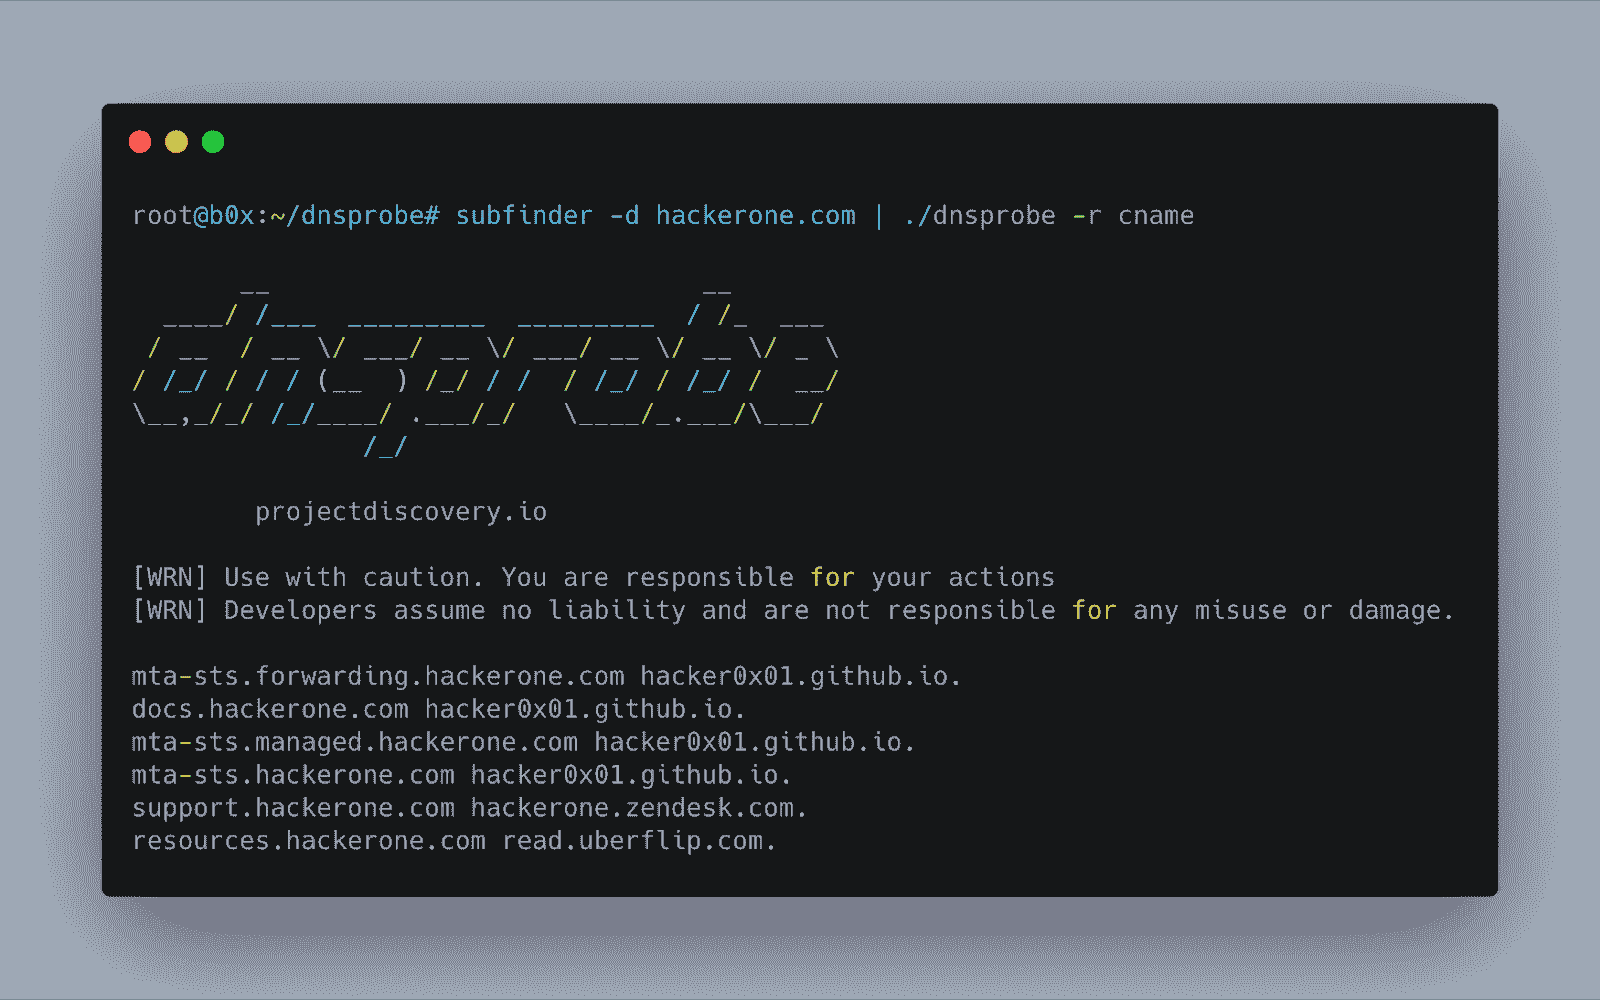 root@b0x:~/dnsprobe# subfinder -d hackerone.com | ./dnsprobe -r cname
dnsprobe
projectdiscovery.io
[WRN] Use with caution. You are responsible for your actions
[WRN] Developers assume no liability and are not responsible for any misuse or damage.
mta-sts.forwarding.hackerone.com hacker0x01.github.io.
docs.hackerone.com hacker0x01.github.io.
mta-sts.managed.hackerone.com hacker0x01.github.io.
mta-sts.hackerone.com hacker0x01.github.io.
support.hackerone.com hackerone.zendesk.com.
resources.hackerone.com read.uberflip.com.